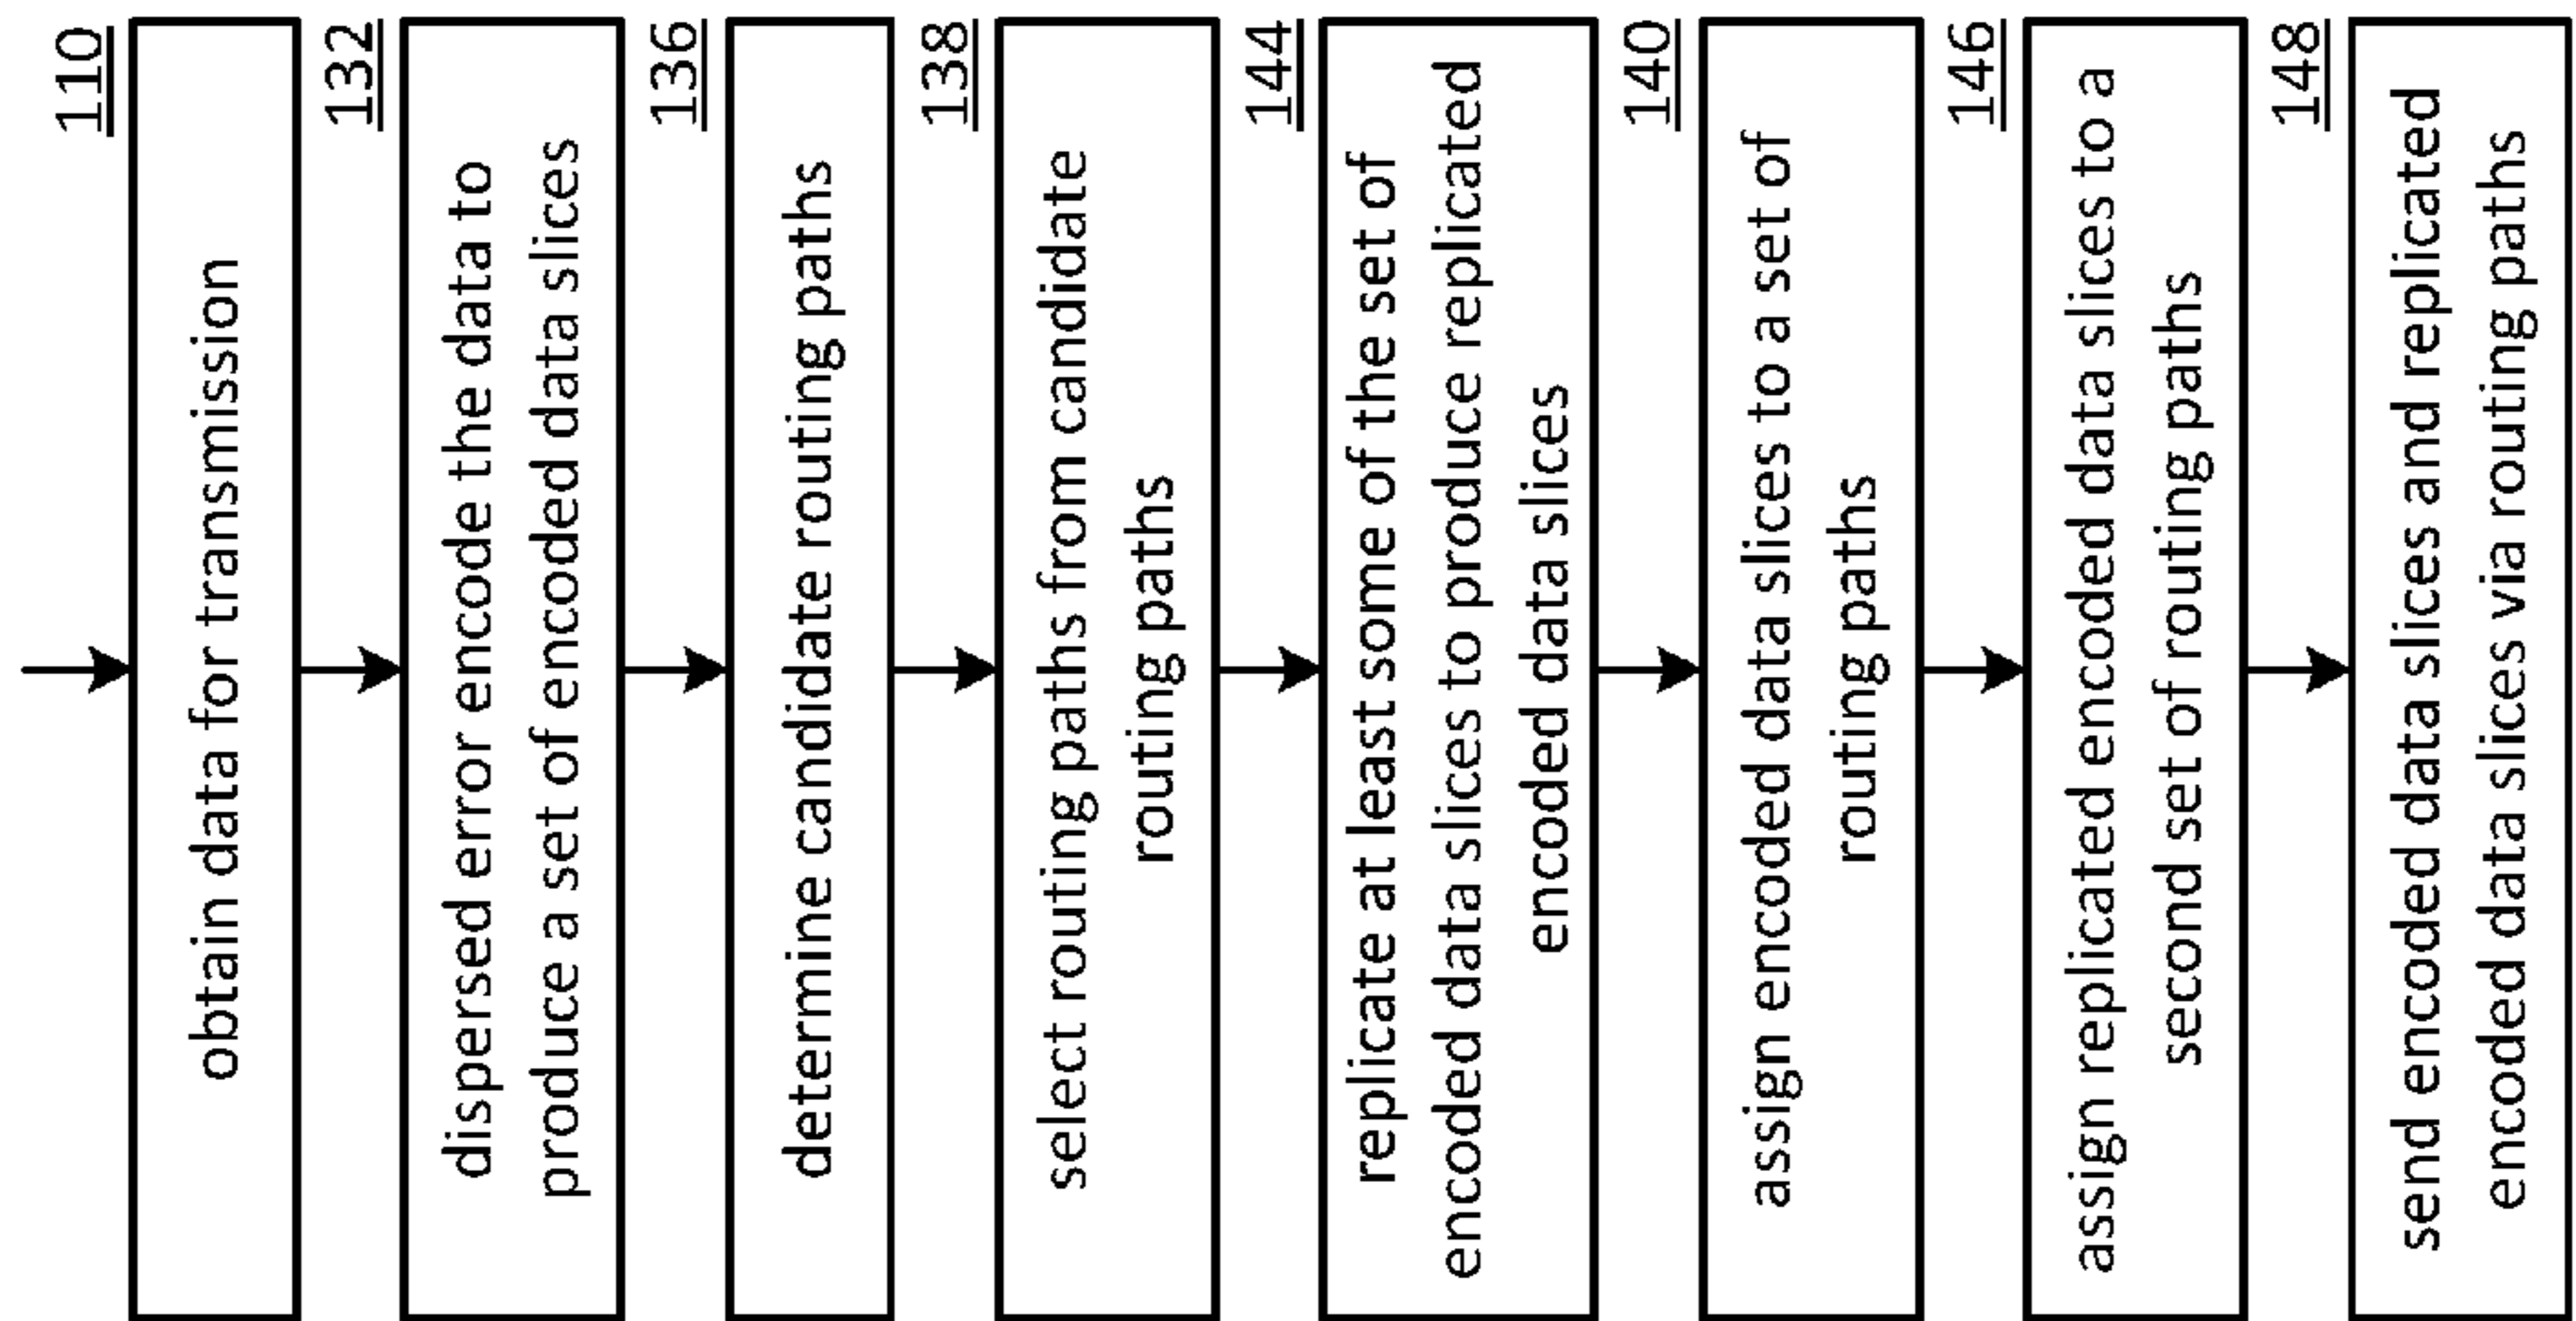 110
obtain data for transmission
132
dispersed error encode the data to
produce a set of encoded data slices
136
determine candidate routing paths
138
select routing paths from candidate
routing paths
144
replicate at least some of the set of
encoded data slices to produce replicated
encoded data slices
140
assign encoded data slices to a set of
routing paths
146
assign replicated encoded data slices to a
second set of routing paths
148
send encoded data slices and replicated
encoded data slices via routing paths